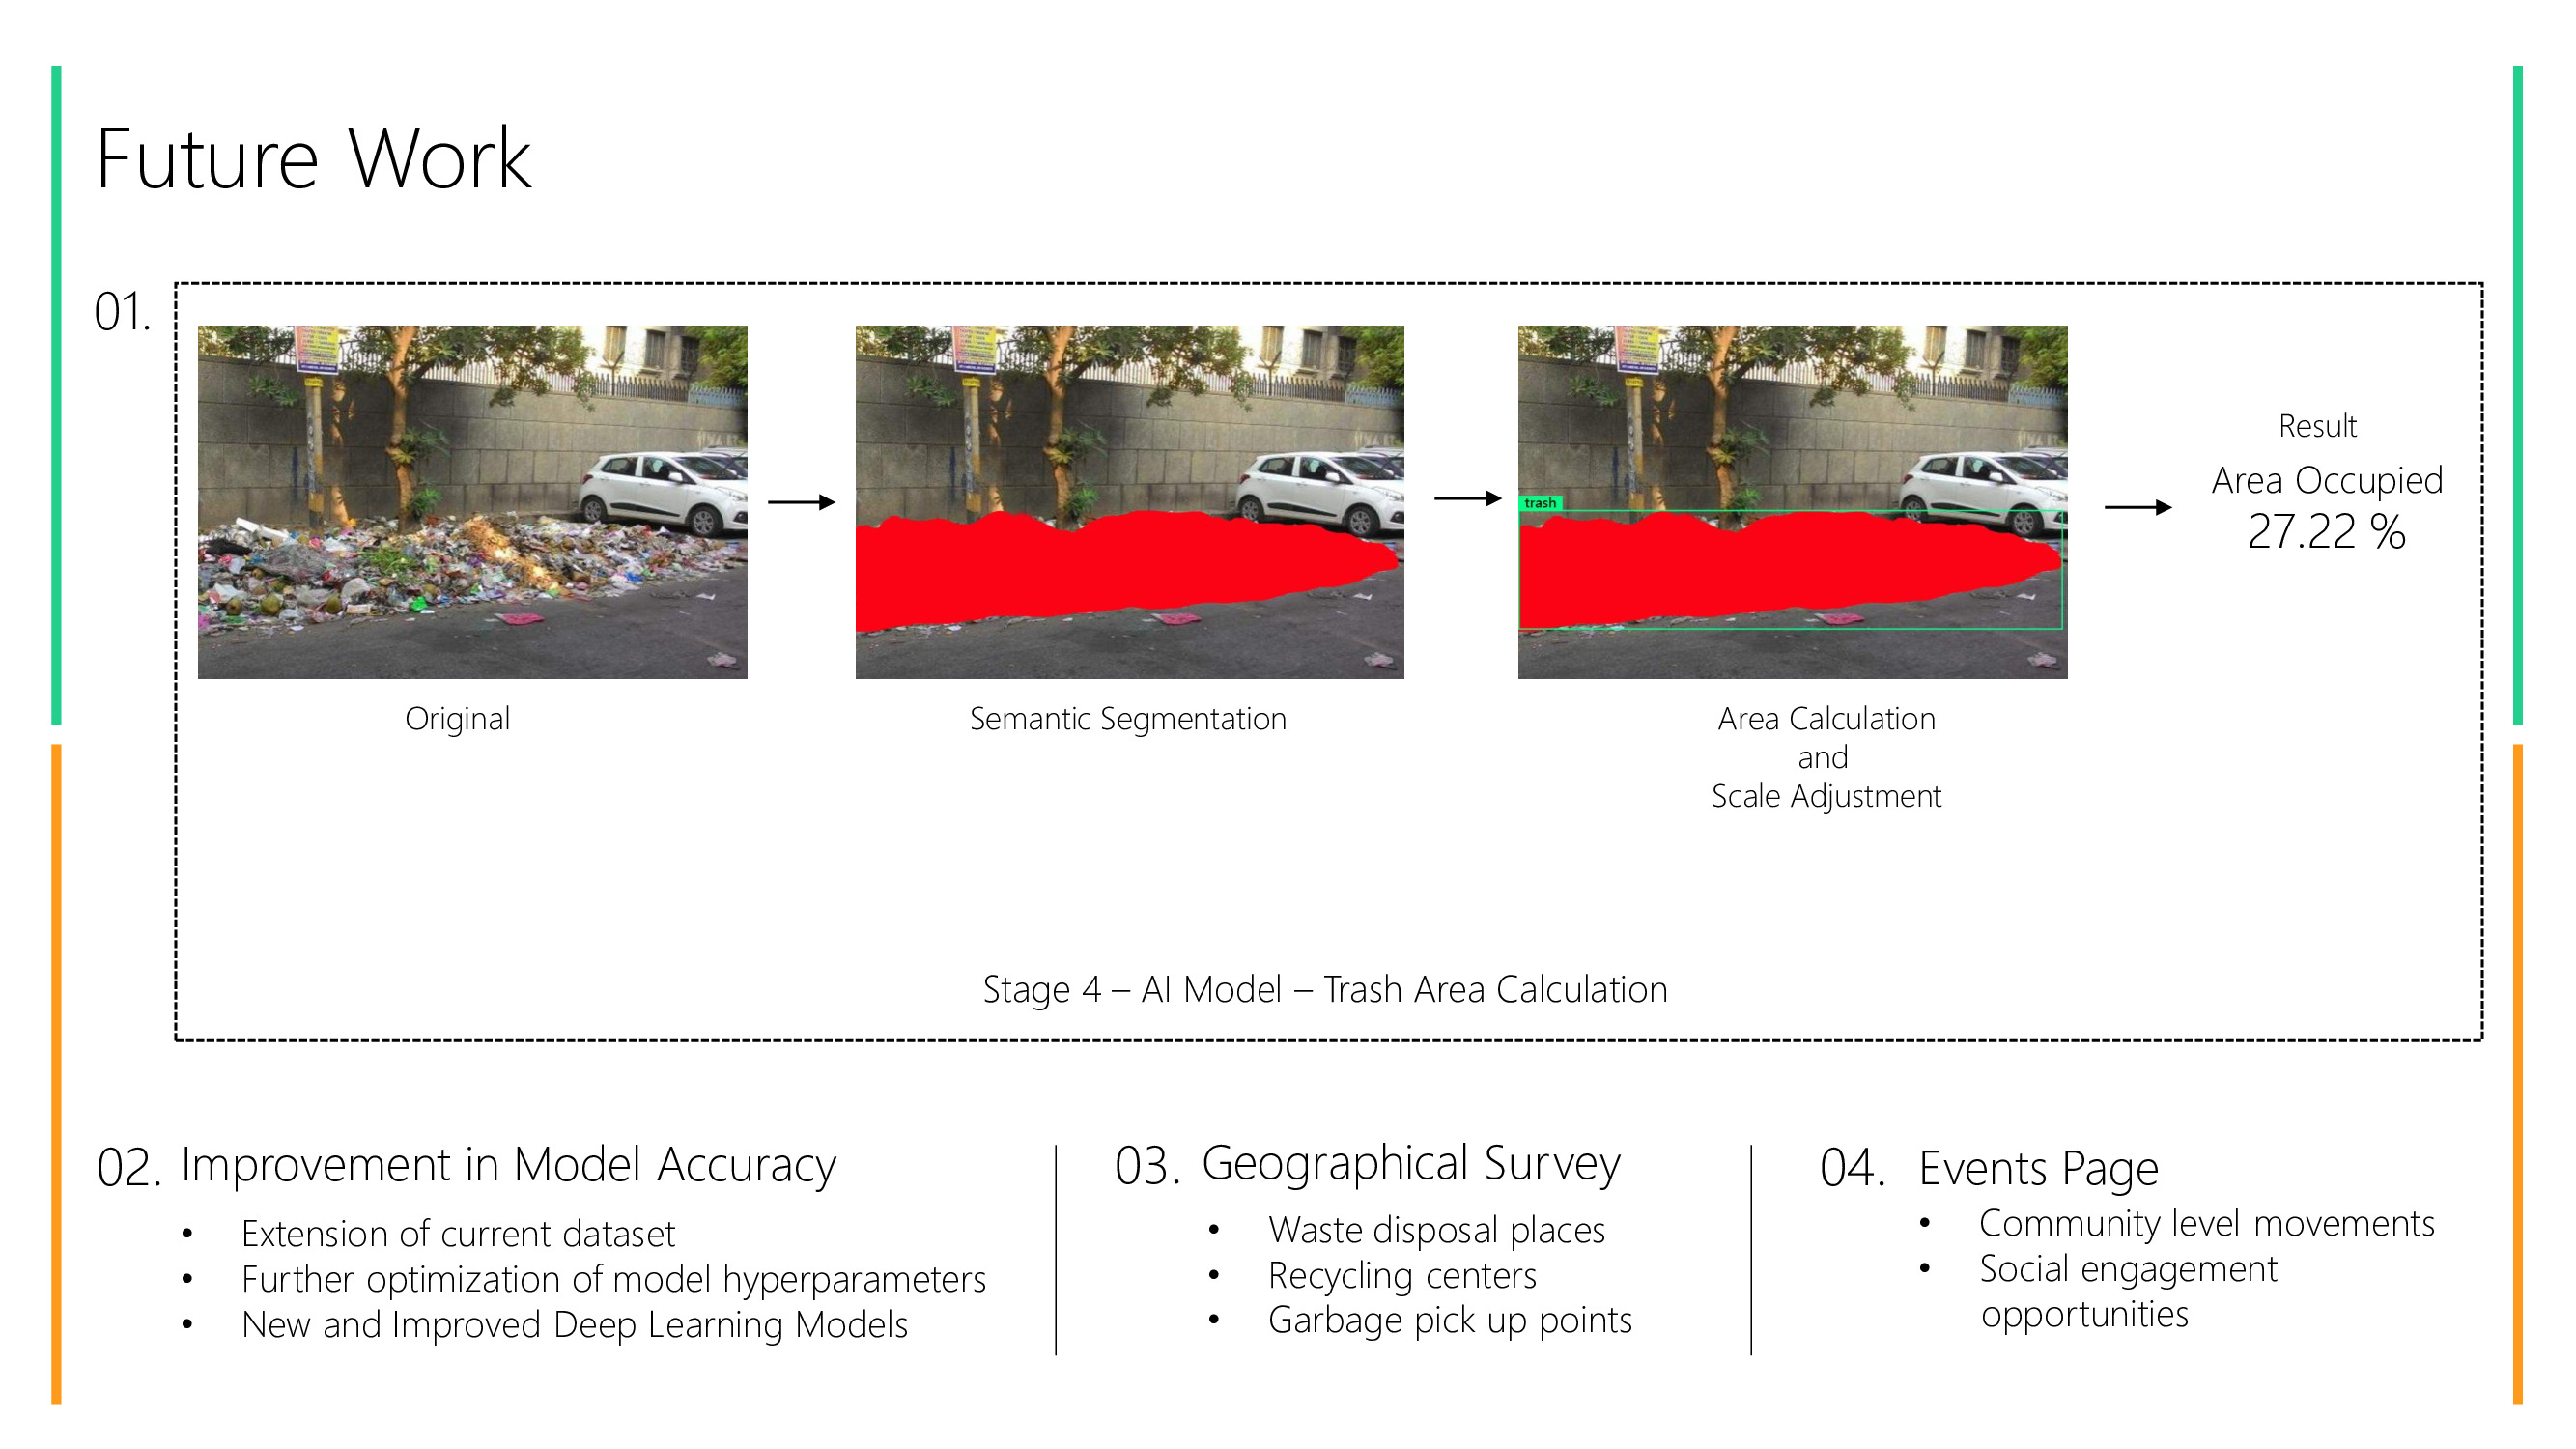 Future Work
01.
trash
Result
Area Occupied
27.22 %
Original
Semantic Segmentation
Area Calculation
and
Scale Adjustment
Stage 4 – AI Model – Trash Area Calculation
02. Improvement in Model Accuracy
• Extension of current dataset
• Further optimization of model hyperparameters
• New and Improved Deep Learning Models
03. Geographical Survey
• Waste disposal places
• Recycling centers
• Garbage pick up points
04. Events Page
• Community level movements
• Social engagement
opportunities